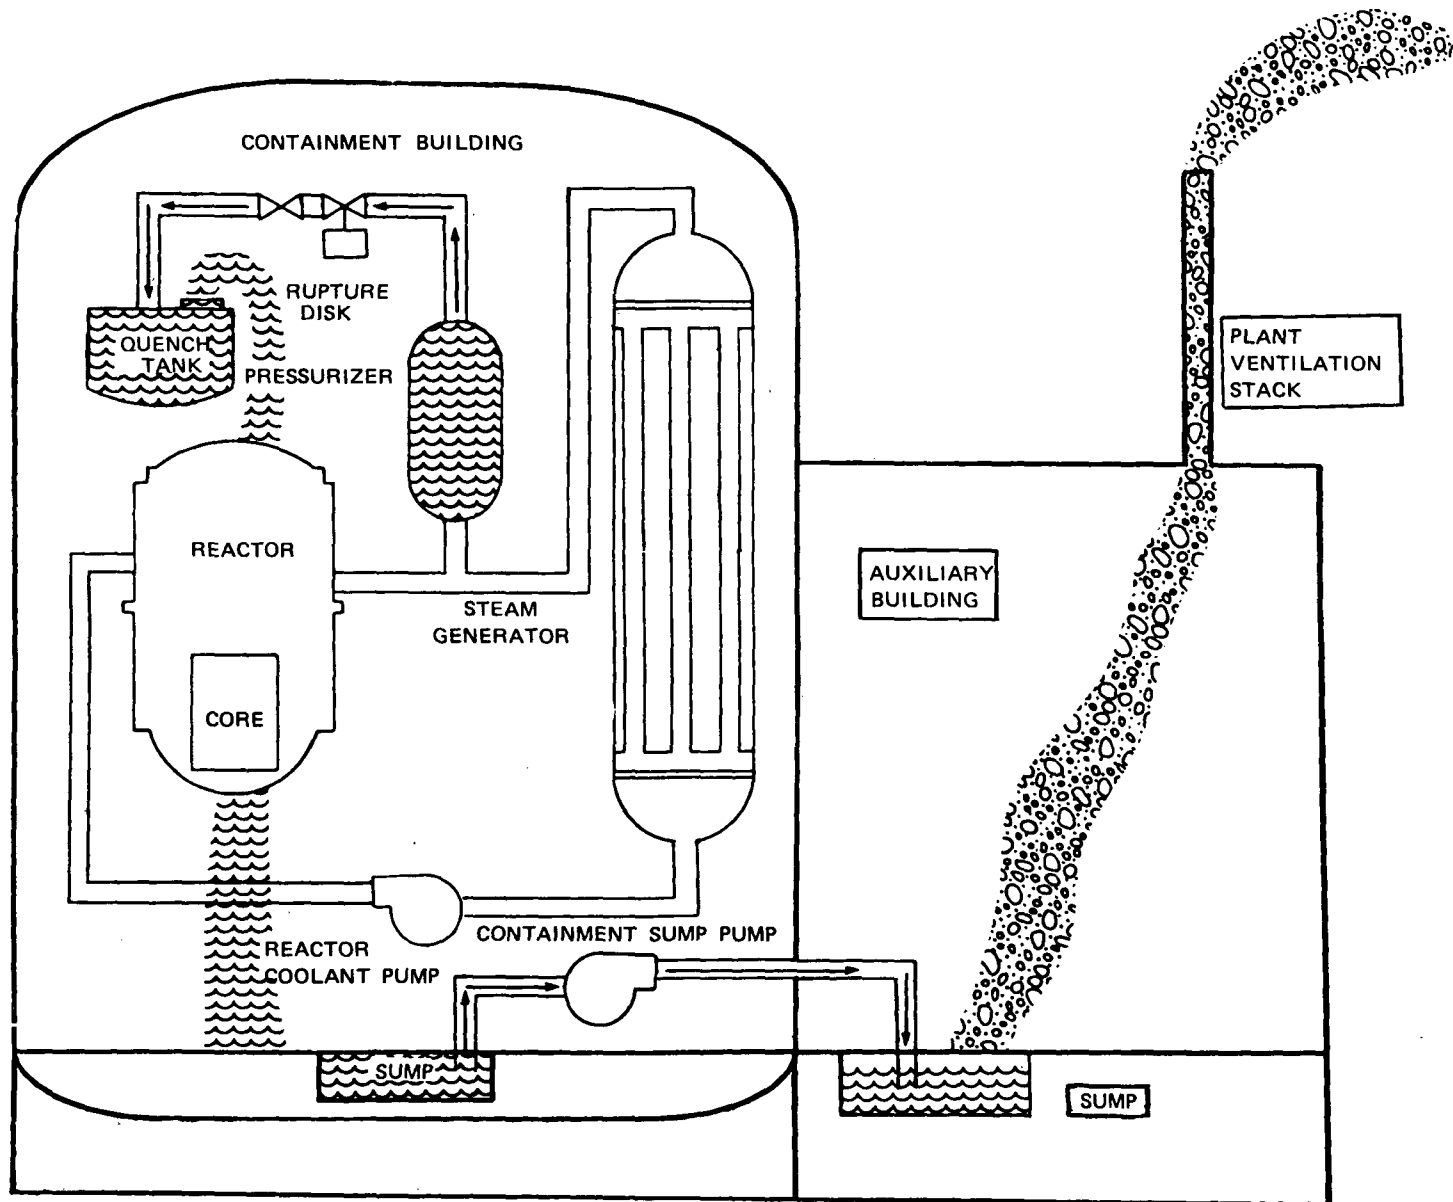 CONTAINMENT BUILDING
RUPTURE
DISK
QUENCH
TANK
PRESSURIZER
PLANT
VENTILATION
STACK
REACTOR
AUXILIARY
BUILDING
STEAM
GENERATOR
CORE
CONTAINMENT SUMP PUMP
REACTOR
COOLANT PUMP
SUMP
SUMP